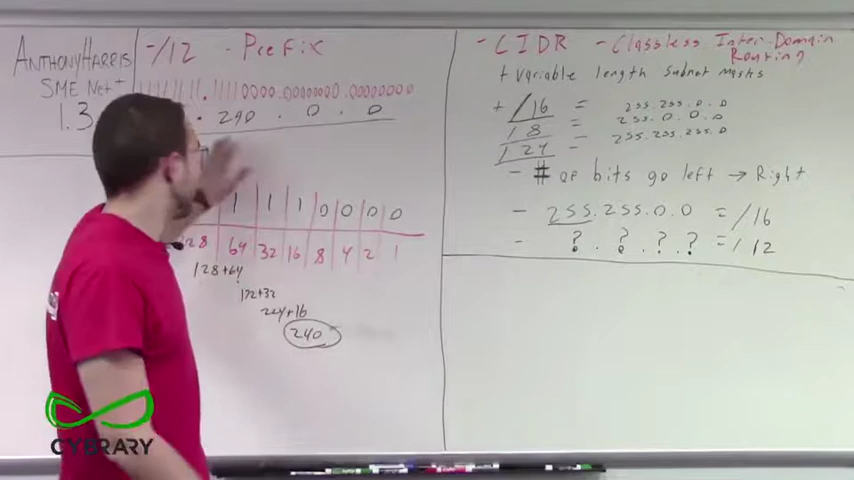 ANTHONY HARRIS
SME Net+
1.3
-/12 - Prefix
11111111.11110000.00000000.00000000
. 240 . 0 . 0
1 1 1 0 0 0 0
128 64 32 16 8 4 2 1
128+64
192+32
224+16
240
- CIDR - Classless Inter-Domain
Routing
+ Variable length subnet masks
+ /16 = 255.255.0.0
/8 = 255.0.0.0
/24 = 255.255.255.0
- # of bits go left → Right
- 255.255.0.0 = /16
- ?.?.?.? = /12
CYBRARY